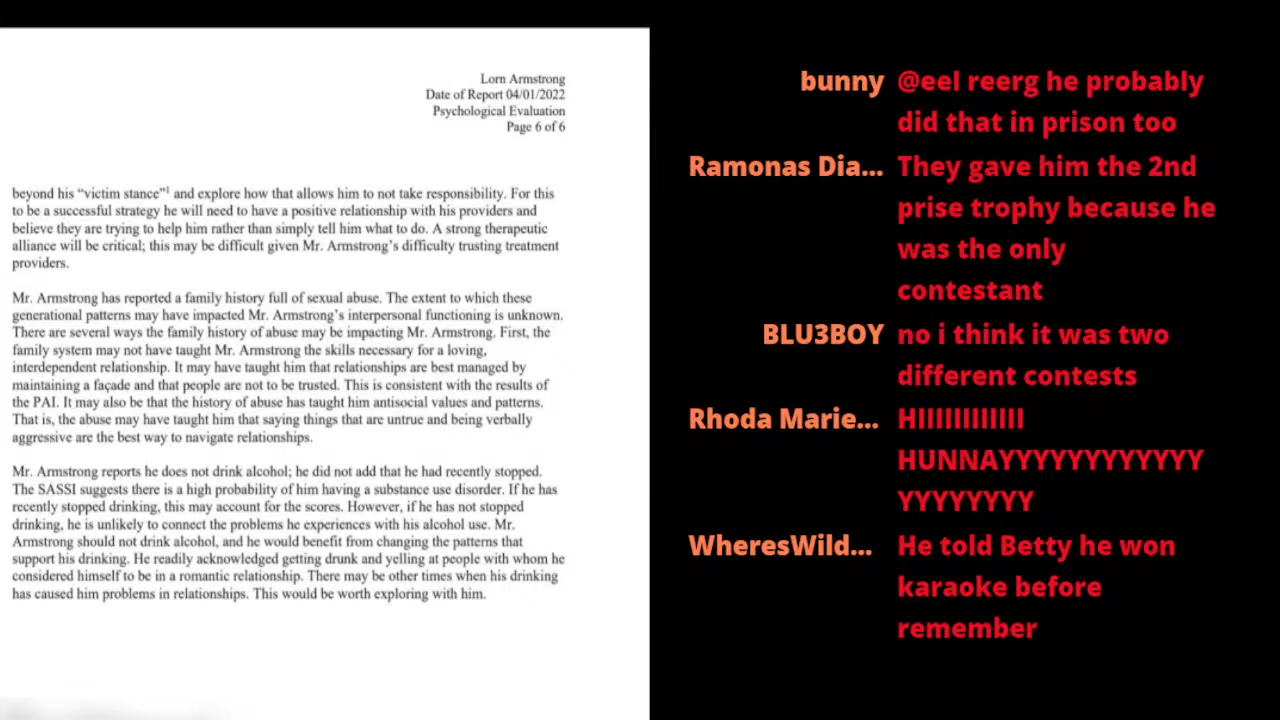 Lorn Armstrong
Date of Report 04/01/2022
Psychological Evaluation
Page 6 of 6
beyond his “victim stance”¹ and explore how that allows him to not take responsibility. For this
to be a successful strategy he will need to have a positive relationship with his providers and
believe they are trying to help him rather than simply tell him what to do. A strong therapeutic
alliance will be critical; this may be difficult given Mr. Armstrong’s difficulty trusting treatment
providers.
Mr. Armstrong has reported a family history full of sexual abuse. The extent to which these
generational patterns may have impacted Mr. Armstrong’s interpersonal functioning is unknown.
There are several ways the family history of abuse may be impacting Mr. Armstrong. First, the
family system may not have taught Mr. Armstrong the skills necessary for a loving,
interdependent relationship. It may have taught him that relationships are best managed by
maintaining a façade and that people are not to be trusted. This is consistent with the results of
the PAI. It may also be that the history of abuse has taught him antisocial values and patterns.
That is, the abuse may have taught him that saying things that are untrue and being verbally
aggressive are the best way to navigate relationships.
Mr. Armstrong reports he does not drink alcohol; he did not add that he had recently stopped.
The SASSI suggests there is a high probability of him having a substance use disorder. If he has
recently stopped drinking, this may account for the scores. However, if he has not stopped
drinking, he is unlikely to connect the problems he experiences with his alcohol use. Mr.
Armstrong should not drink alcohol, and he would benefit from changing the patterns that
support his drinking. He readily acknowledged getting drunk and yelling at people with whom he
considered himself to be in a romantic relationship. There may be other times when his drinking
has caused him problems in relationships. This would be worth exploring with him.
bunny @eel reerg he probably
did that in prison too
Ramonas Dia... They gave him the 2nd
prise trophy because he
was the only
contestant
BLU3BOY no i think it was two
different contests
Rhoda Marie... HIIIIIIIIIIII
HUNNAYYYYYYYYYYYY
YYYYYYYY
WheresWild... He told Betty he won
karaoke before
remember